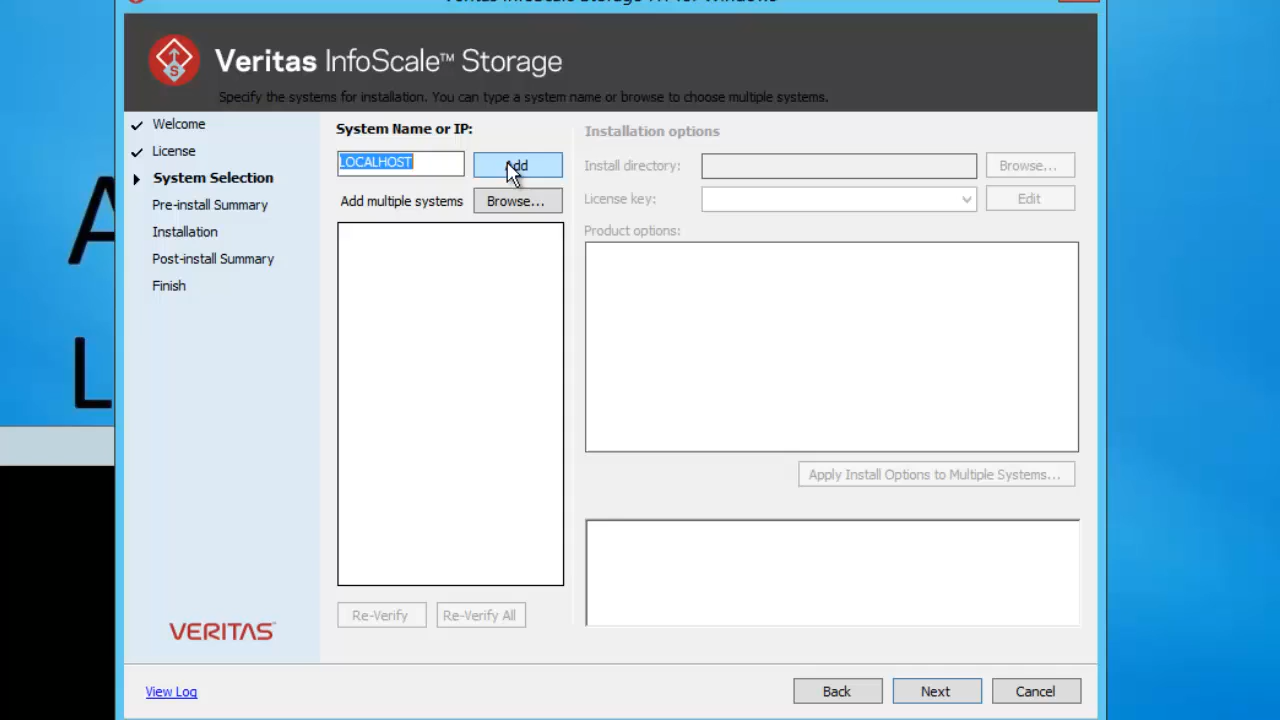 Veritas InfoScale™ Storage
Specify the systems for installation. You can type a system name or browse to choose multiple systems.
Welcome
License
System Selection
Pre-install Summary
Installation
Post-install Summary
Finish
VERITAS
System Name or IP:
LOCALHOST
Add
Add multiple systems
Browse...
Re-Verify
Re-Verify All
Installation options
Install directory:
Browse...
License key:
Edit
Product options:
Apply Install Options to Multiple Systems...
View Log
Back
Next
Cancel
A
L